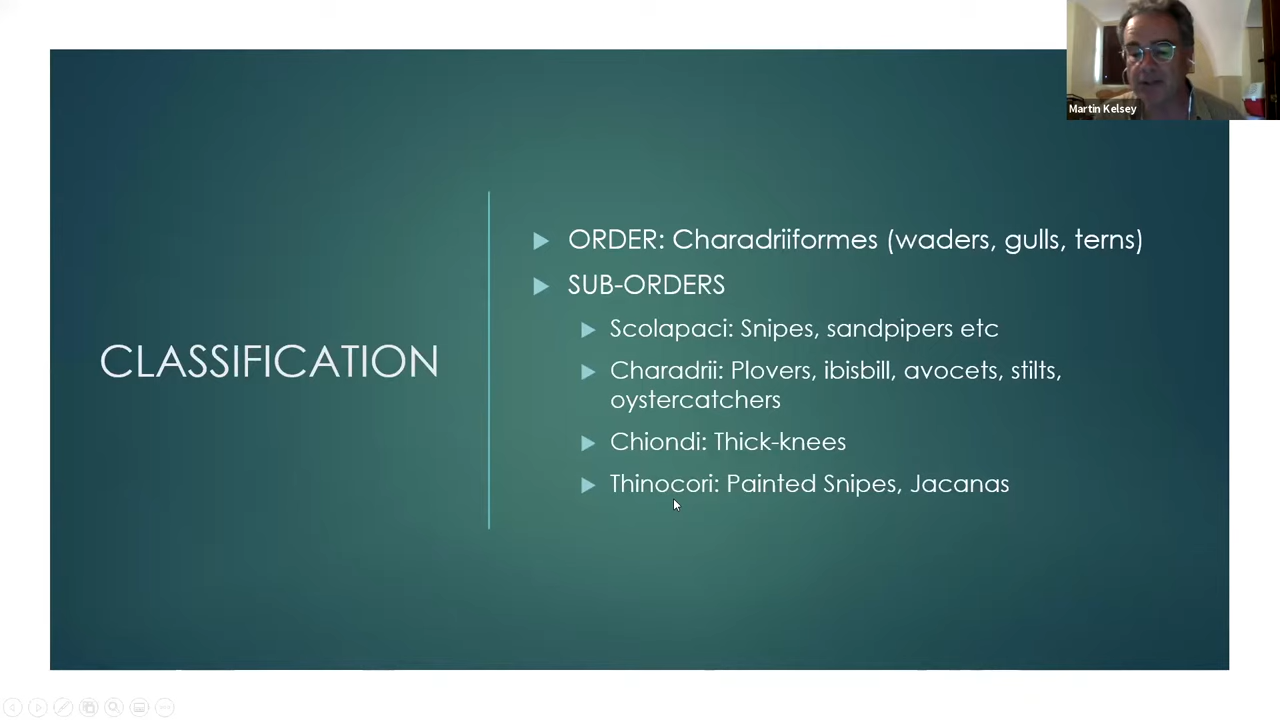 Martin Kelsey
CLASSIFICATION
ORDER: Charadriiformes (waders, gulls, terns)
SUB-ORDERS
Scolapaci: Snipes, sandpipers etc
Charadrii: Plovers, ibisbill, avocets, stilts,
oystercatchers
Chiondi: Thick-knees
Thinocori: Painted Snipes, Jacanas